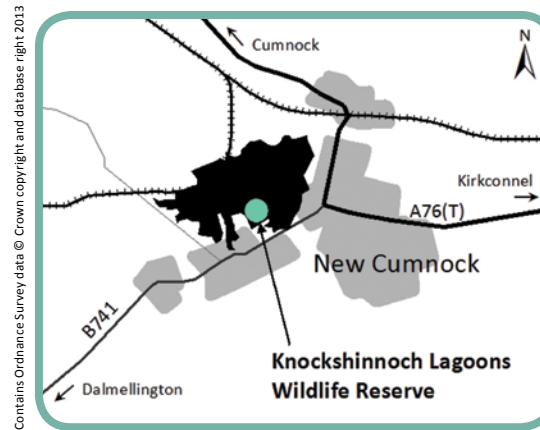 Contains Ordnance Survey data © Crown copyright and database right 2013
Cumnock
N
Kirkconnel
A76(T)
New Cumnock
B741
Knockshinnoch Lagoons
Wildlife Reserve
Dalmellington